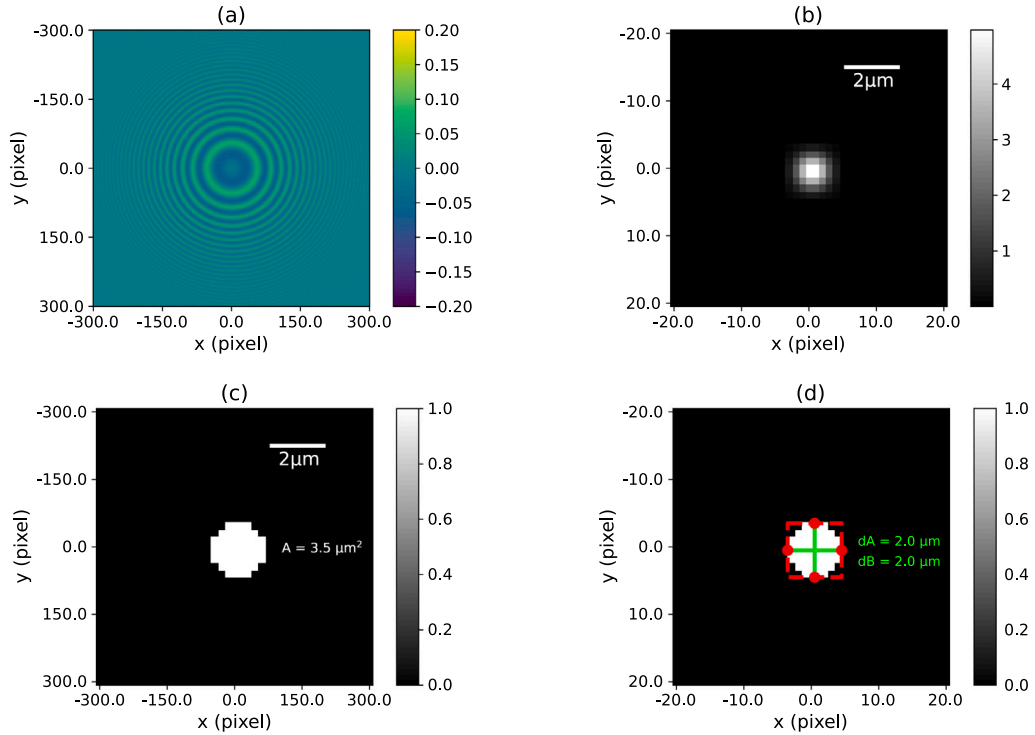 (a)
-300.0
-150.0
0.0
150.0
300.0
y (pixel)
-300.0 -150.0 0.0 150.0 300.0
x (pixel)
0.20
0.15
0.10
0.05
0.00
−0.05
−0.10
−0.15
−0.20
(b)
-20.0
-10.0
0.0
10.0
20.0
y (pixel)
2μm
-20.0 -10.0 0.0 10.0 20.0
x (pixel)
4
3
2
1
(c)
-300.0
-150.0
0.0
150.0
300.0
y (pixel)
2μm
A = 3.5 μm²
-300.0 -150.0 0.0 150.0 300.0
x (pixel)
1.0
0.8
0.6
0.4
0.2
0.0
(d)
-20.0
-10.0
0.0
10.0
20.0
y (pixel)
dA = 2.0 μm
dB = 2.0 μm
-20.0 -10.0 0.0 10.0 20.0
x (pixel)
1.0
0.8
0.6
0.4
0.2
0.0